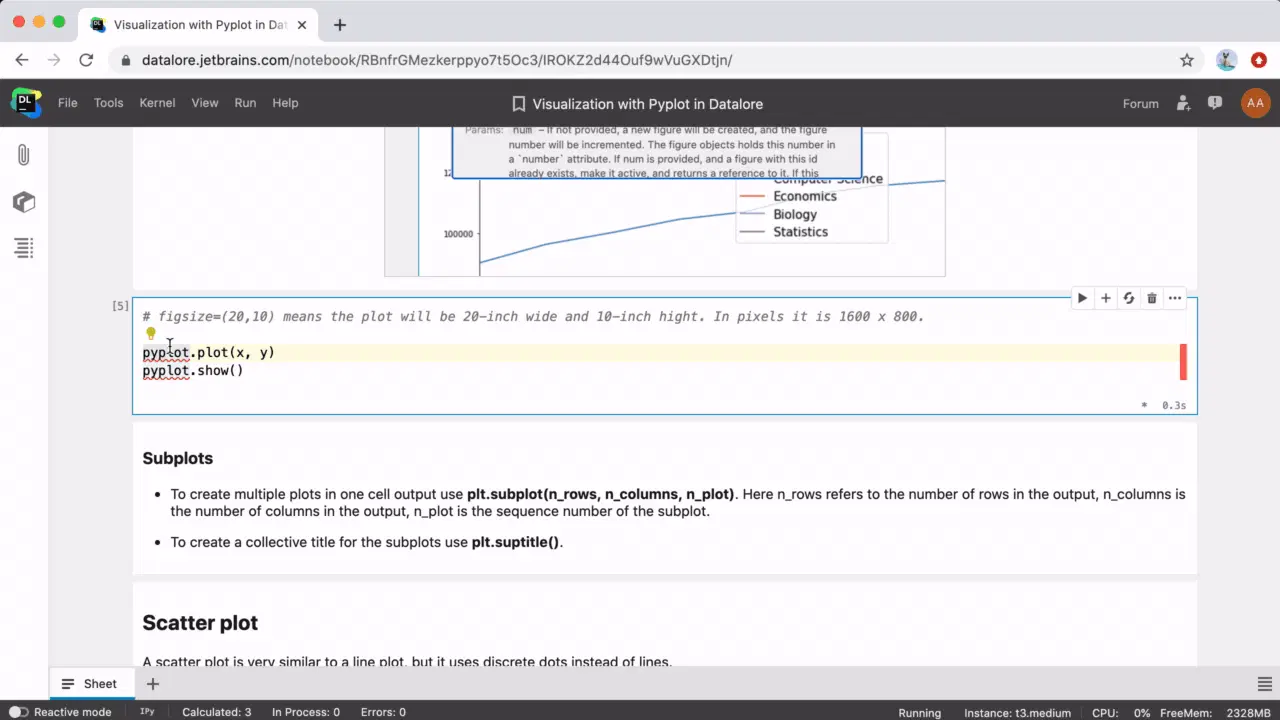 Visualization with Pyplot in Dat
datalore.jetbrains.com/notebook/RBnfrGMezkerppyo7t5Oc3/IROKZ2d44Ouf9wVuGXDtjn/
DL File Tools Kernel View Run Help Visualization with Pyplot in Datalore Forum AA
Params: `num` – If not provided, a new figure will be created, and the figure
number will be incremented. The figure objects holds this number in
a `number` attribute. If num is provided, and a figure with this id
already exists, make it active, and returns a reference to it. If this
Computer Science
Economics
Biology
Statistics
100000
[5]
# figsize=(20,10) means the plot will be 20-inch wide and 10-inch hight. In pixels it is 1600 x 800.
pyplot.plot(x, y)
pyplot.show()
* 0.3s
Subplots
• To create multiple plots in one cell output use plt.subplot(n_rows, n_columns, n_plot). Here n_rows refers to the number of rows in the output, n_columns is
the number of columns in the output, n_plot is the sequence number of the subplot.
• To create a collective title for the subplots use plt.suptitle().
Scatter plot
A scatter plot is very similar to a line plot, but it uses discrete dots instead of lines.
Sheet
Reactive mode IPy Calculated: 3 In Process: 0 Errors: 0 Running Instance: t3.medium CPU: 0% FreeMem: 2328MB